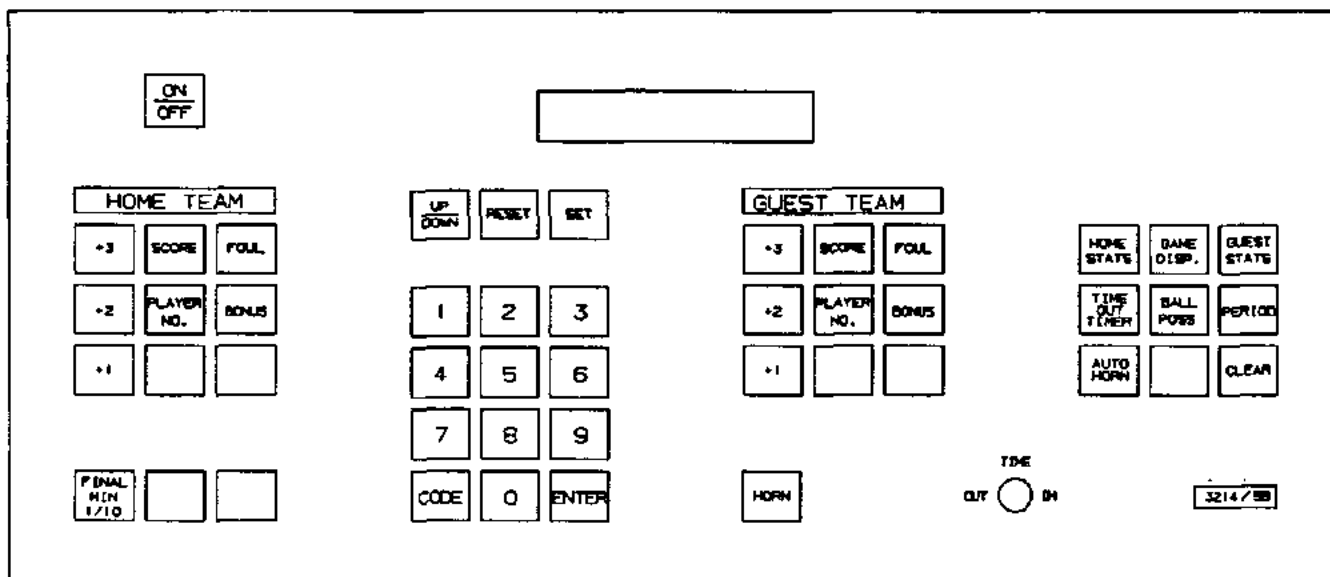 ON
OFF
HOME TEAM
UP
DOWN
RESET
SET
GUEST TEAM
+3
SCORE
FOUL
+3
SCORE
FOUL
HOME
STATS
GAME
DISP.
GUEST
STATS
+2
PLAYER
NO.
BONUS
1
2
3
+2
PLAYER
NO.
BONUS
TIME
OUT
TIMER
BALL
POSS
PERIOD
+1
4
5
6
+1
AUTO
HORN
CLEAR
7
8
9
FINAL
MIN
1/10
CODE
0
ENTER
HORN
TIME
OUT
IN
3214/5B